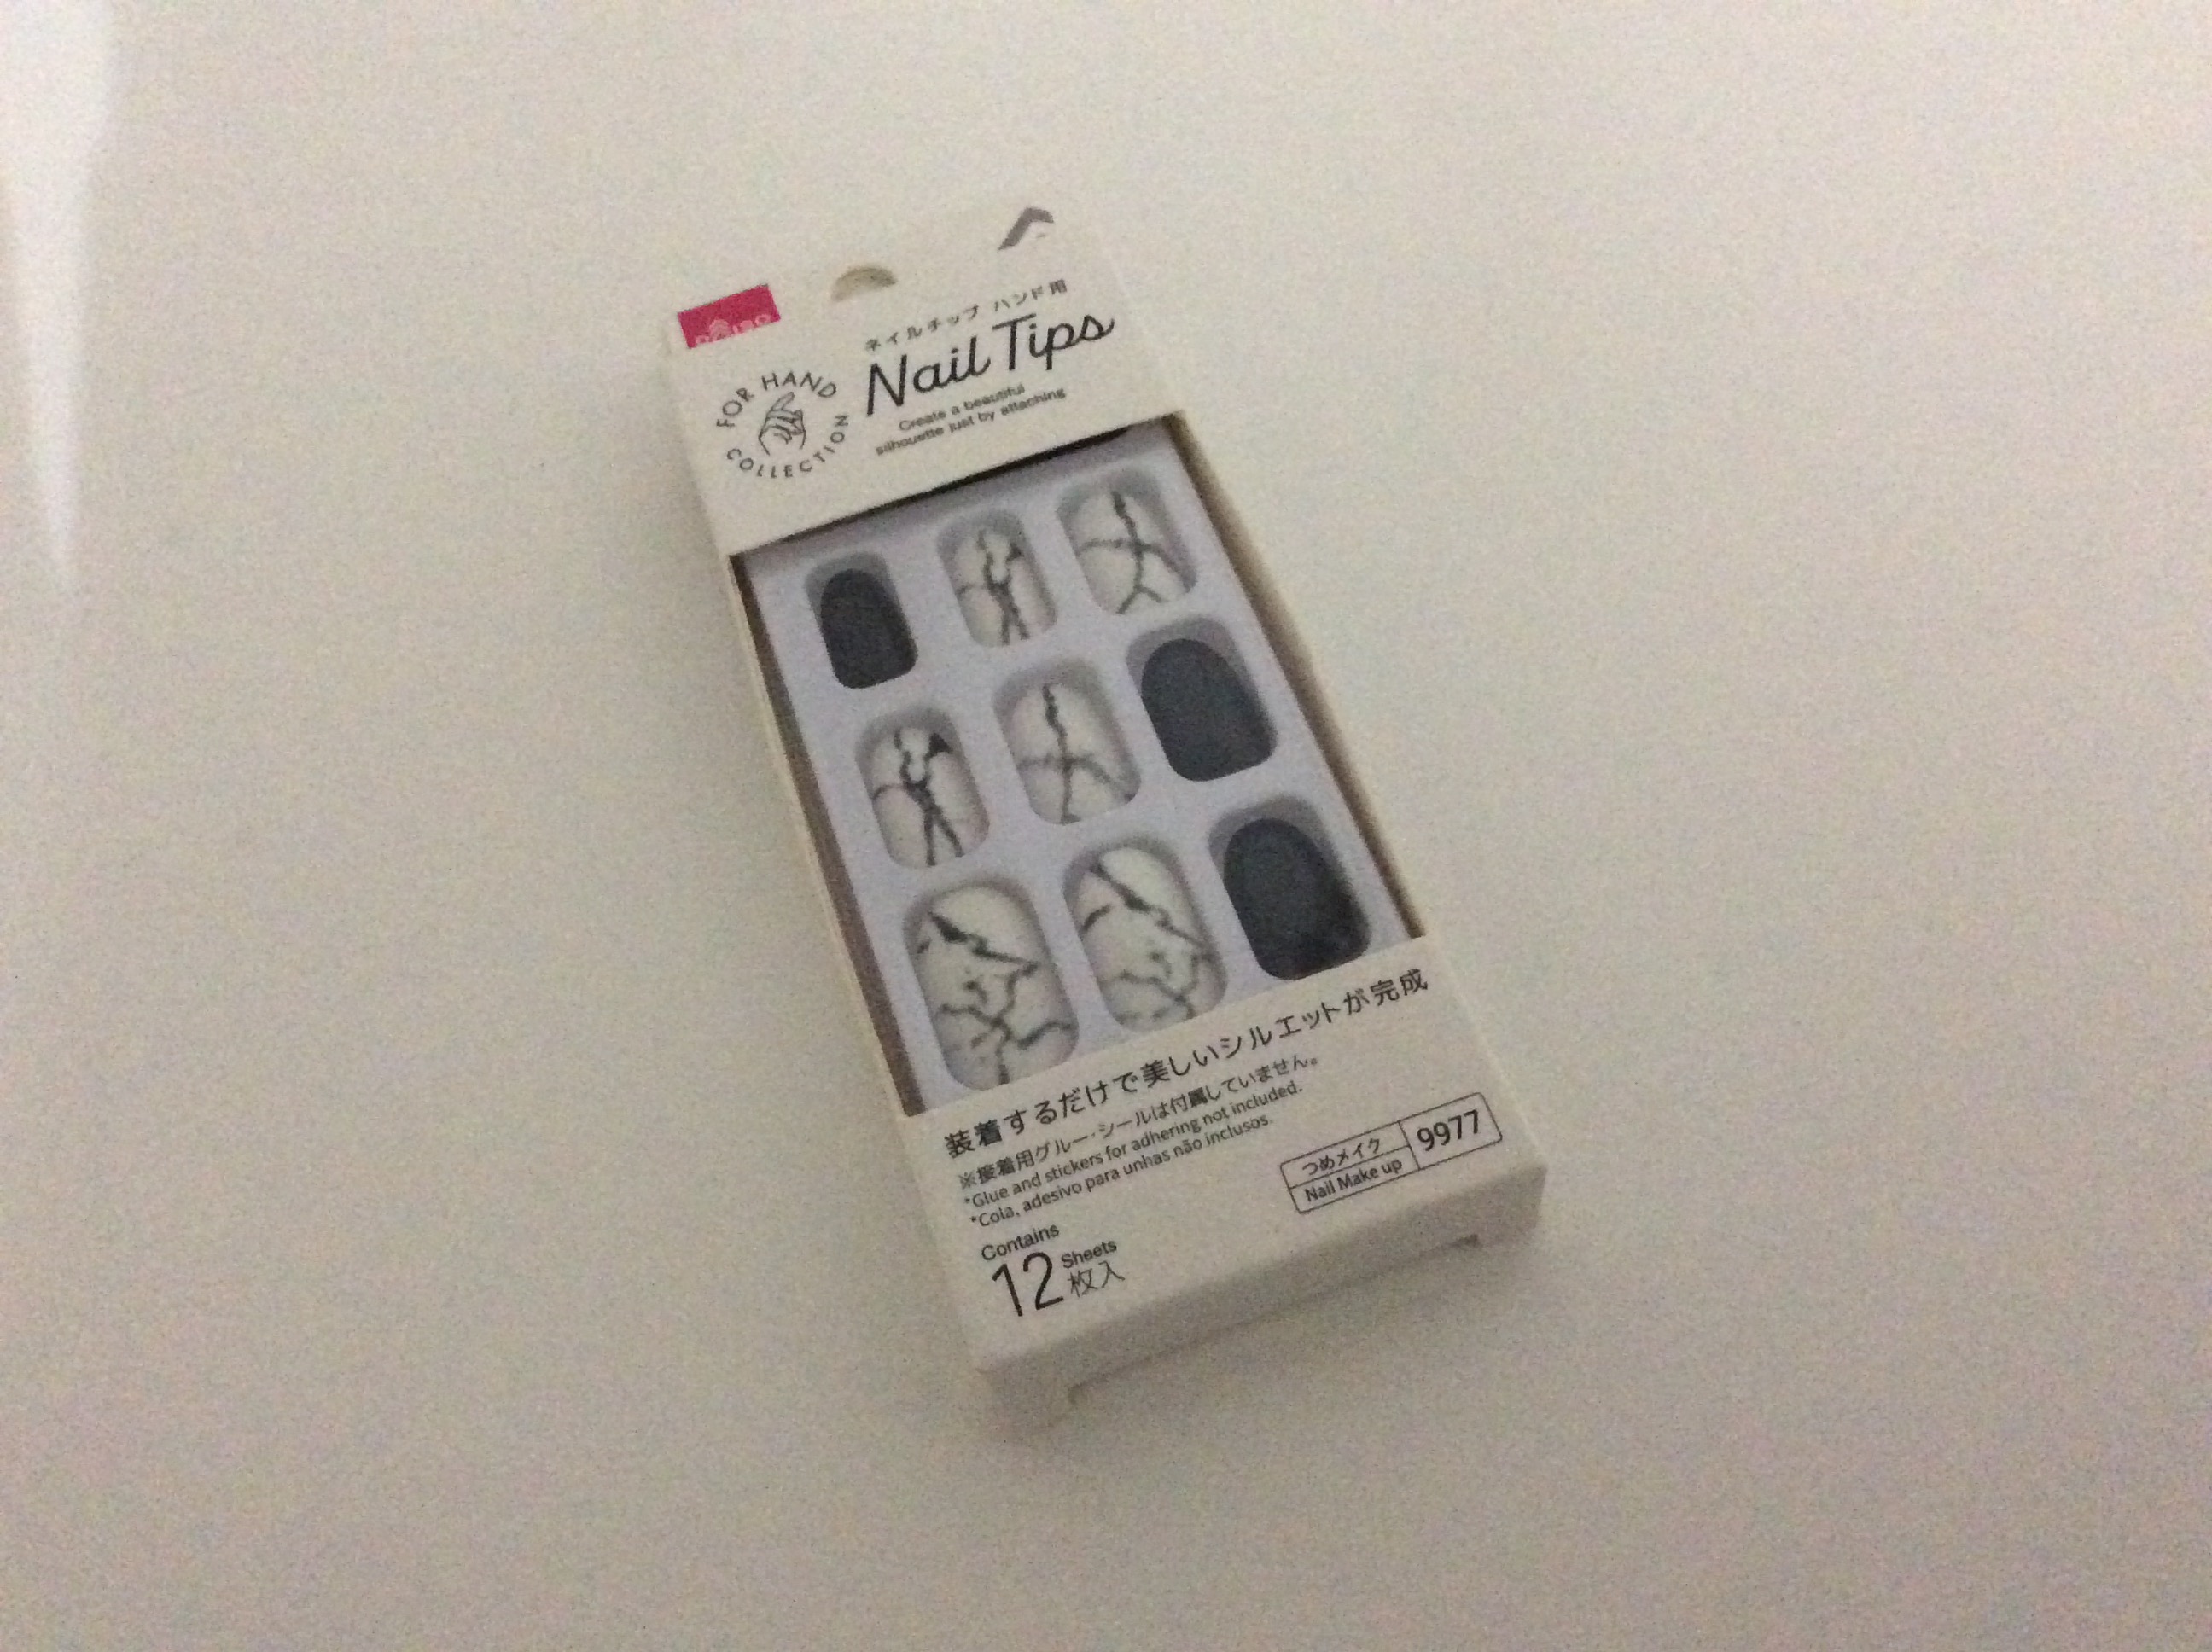 DAISO
ネイルチップ ハンド用
Nail Tips
Create a beautiful
silhouette just by attaching
FOR HAND
COLLECTION
装着するだけで美しいシルエットが完成
※接着用グルー・シールは付属していません。
*Glue and stickers for adhering not included.
*Cola, adesivo para unhas não inclusos.
Contains
12 Sheets
枚入
つめメイク
Nail Make up
9977